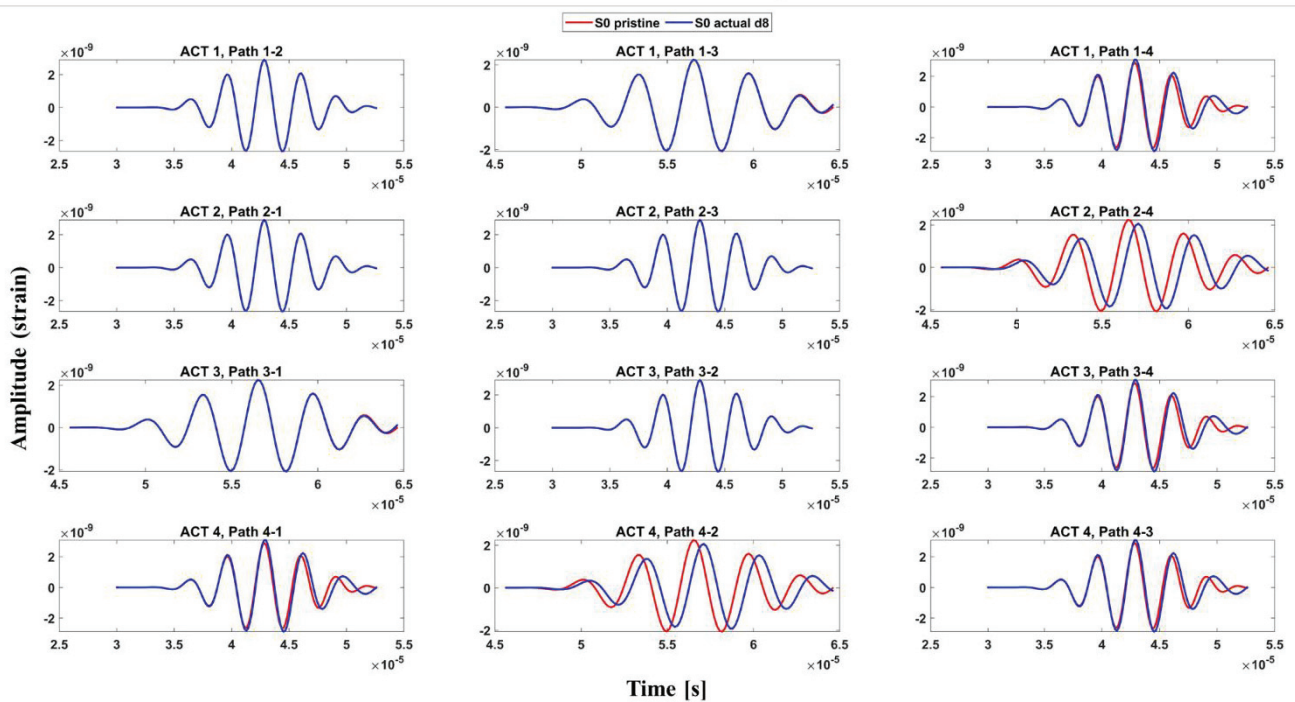 S0 pristine S0 actual d8
×10⁻⁹ ACT 1, Path 1-2
2
0
-2
2.5 3 3.5 4 4.5 5 5.5
×10⁻⁵
×10⁻⁹ ACT 1, Path 1-3
2
0
-2
4.5 5 5.5 6 6.5
×10⁻⁵
×10⁻⁹ ACT 1, Path 1-4
2
0
-2
2.5 3 3.5 4 4.5 5 5.5
×10⁻⁵
×10⁻⁹ ACT 2, Path 2-1
2
0
-2
2.5 3 3.5 4 4.5 5 5.5
×10⁻⁵
×10⁻⁹ ACT 2, Path 2-3
2
0
-2
2.5 3 3.5 4 4.5 5 5.5
×10⁻⁵
×10⁻⁹ ACT 2, Path 2-4
2
0
-2
4.5 5 5.5 6 6.5
×10⁻⁵
×10⁻⁹ ACT 3, Path 3-1
2
0
-2
4.5 5 5.5 6 6.5
×10⁻⁵
×10⁻⁹ ACT 3, Path 3-2
2
0
-2
2.5 3 3.5 4 4.5 5 5.5
×10⁻⁵
×10⁻⁹ ACT 3, Path 3-4
2
0
-2
2.5 3 3.5 4 4.5 5 5.5
×10⁻⁵
×10⁻⁹ ACT 4, Path 4-1
2
0
-2
2.5 3 3.5 4 4.5 5 5.5
×10⁻⁵
×10⁻⁹ ACT 4, Path 4-2
2
0
-2
4.5 5 5.5 6 6.5
×10⁻⁵
×10⁻⁹ ACT 4, Path 4-3
2
0
-2
2.5 3 3.5 4 4.5 5 5.5
×10⁻⁵
Amplitude (strain)
Time [s]